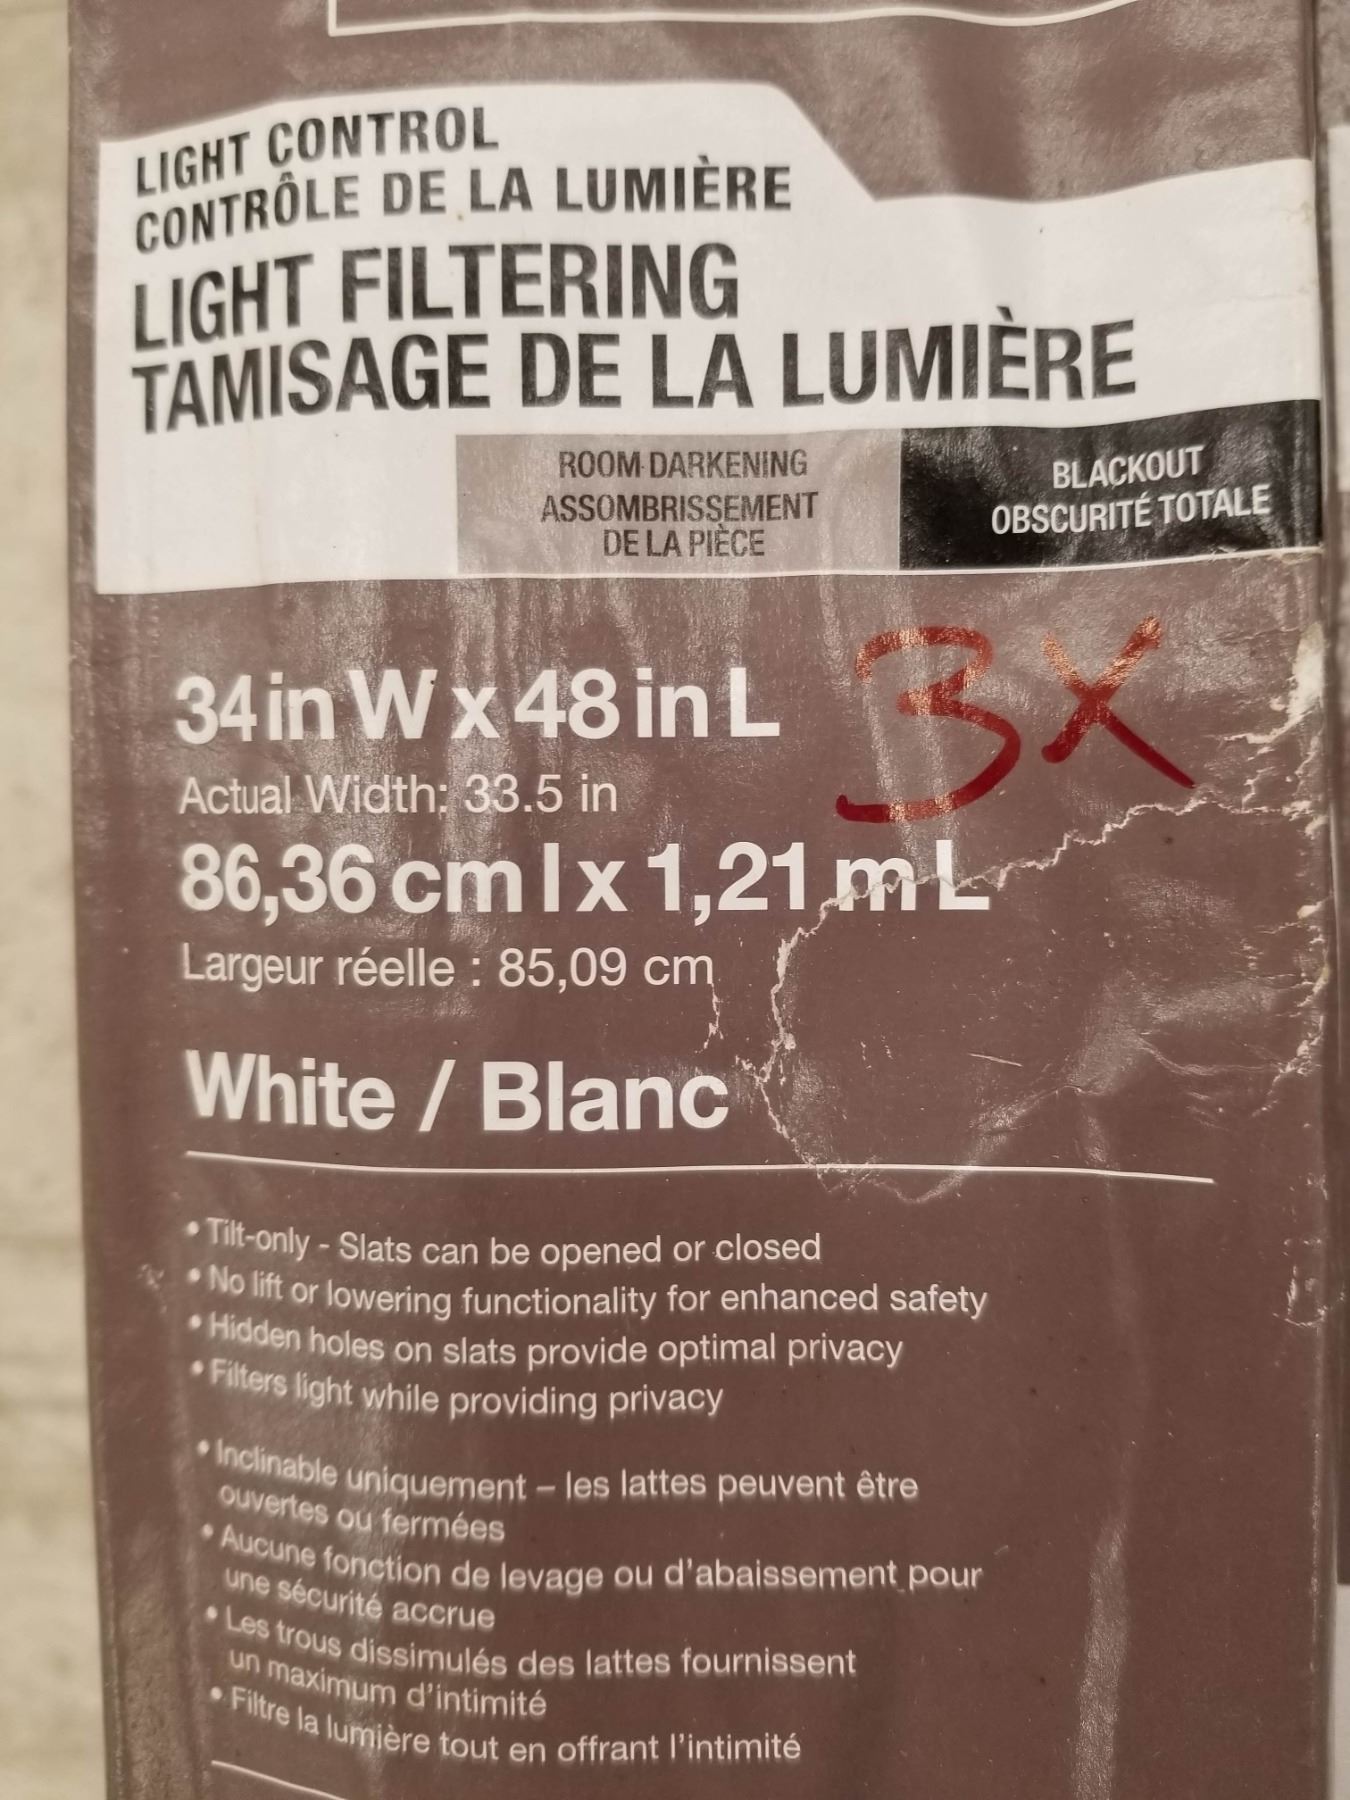 LIGHT CONTROL
CONTRÔLE DE LA LUMIÈRE
LIGHT FILTERING
TAMISAGE DE LA LUMIÈRE
ROOM DARKENING
ASSOMBRISSEMENT
DE LA PIÈCE
BLACKOUT
OBSCURITÉ TOTALE
34 in W x 48 in L
3X
Actual Width: 33.5 in
86,36 cm l x 1,21 m L
Largeur réelle : 85,09 cm
White / Blanc
• Tilt-only - Slats can be opened or closed
• No lift or lowering functionality for enhanced safety
• Hidden holes on slats provide optimal privacy
• Filters light while providing privacy
• Inclinable uniquement – les lattes peuvent être
ouvertes ou fermées
• Aucune fonction de levage ou d'abaissement pour
une sécurité accrue
• Les trous dissimulés des lattes fournissent
un maximum d'intimité
• Filtre la lumière tout en offrant l'intimité